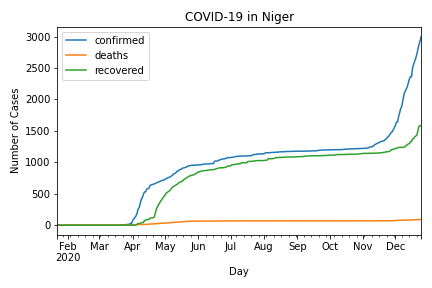 COVID-19 in Niger
confirmed
deaths
recovered
Number of Cases
3000
2500
2000
1500
1000
500
0
Feb Mar Apr May Jun Jul Aug Sep Oct Nov Dec
2020
Day